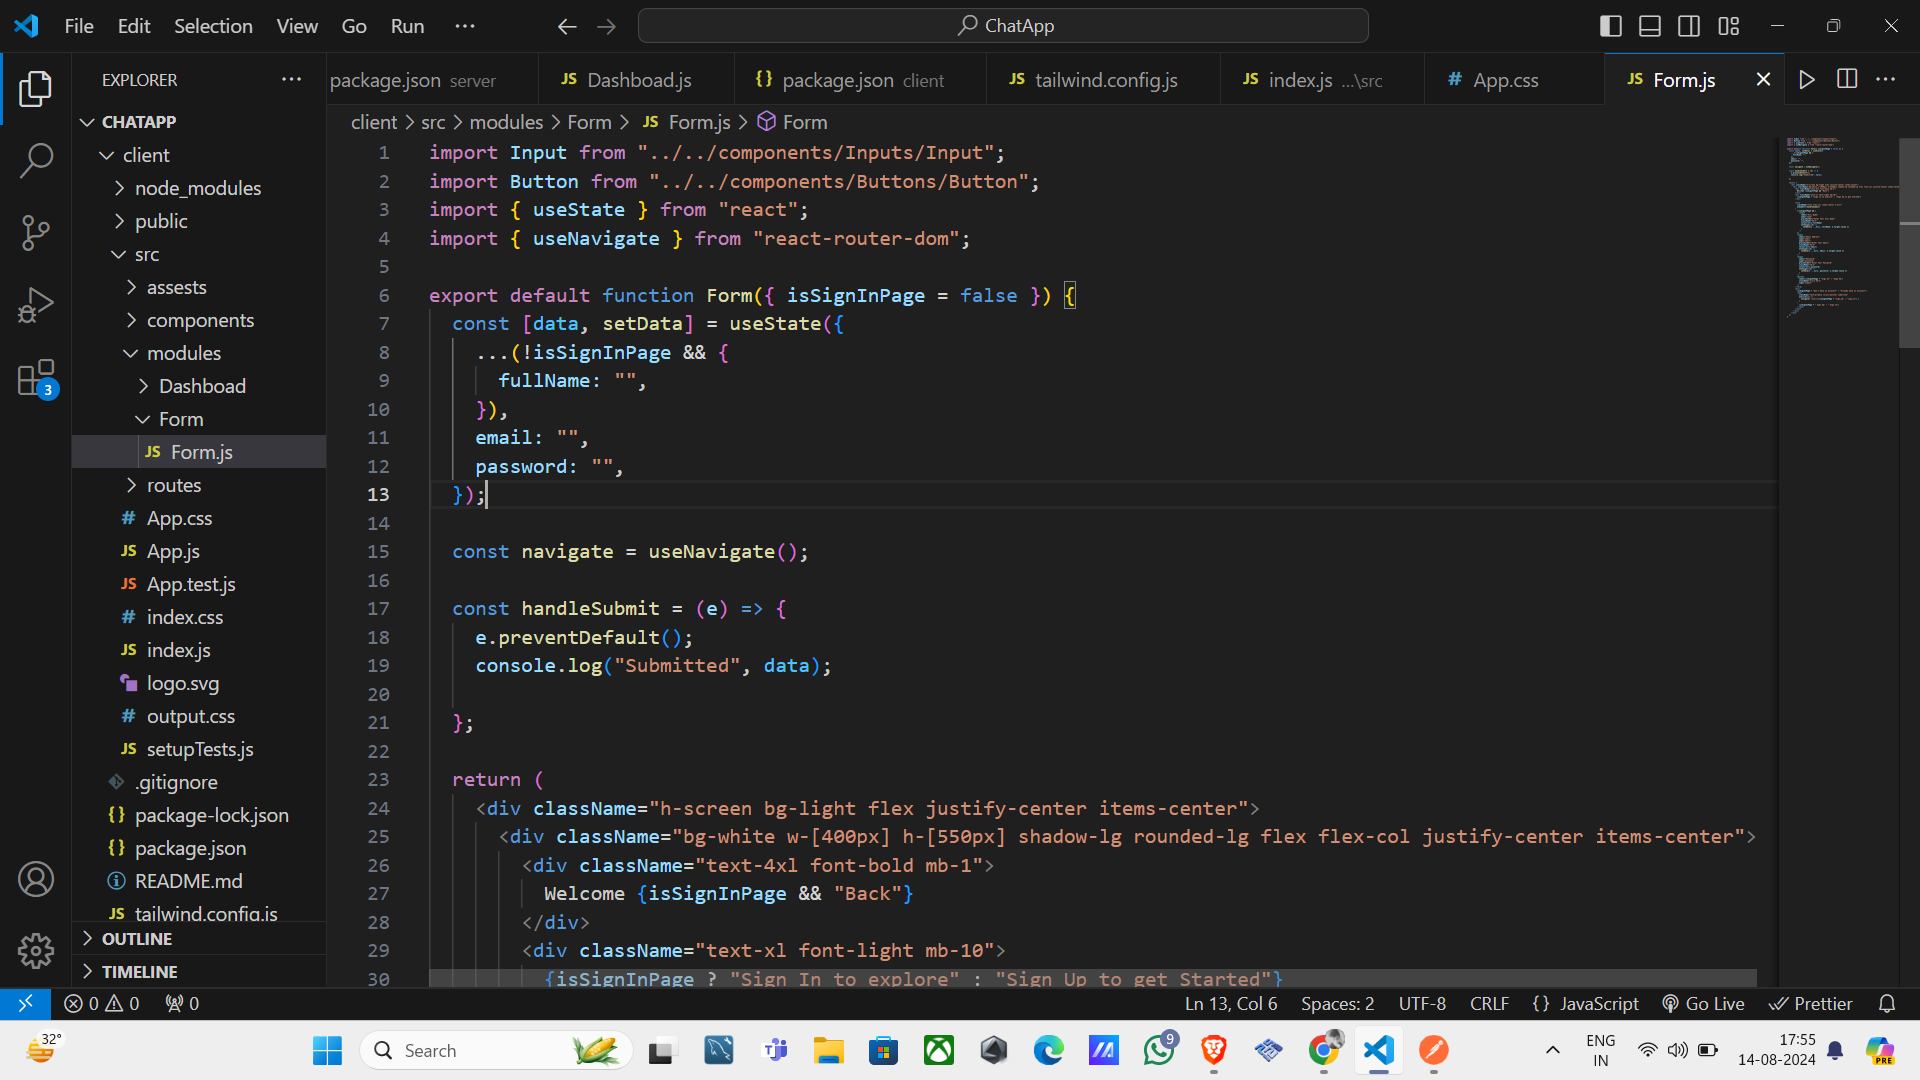 File Edit Selection View Go Run ··· ChatApp
EXPLORER
package.json server Dashboad.js package.json client tailwind.config.js index.js ...\src App.css Form.js
client > src > modules > Form > JS Form.js > Form
CHATAPP
client
node_modules
public
src
assests
components
modules
Dashboad
Form
JS Form.js
routes
# App.css
JS App.js
JS App.test.js
# index.css
JS index.js
logo.svg
# output.css
JS setupTests.js
.gitignore
{} package-lock.json
{} package.json
README.md
JS tailwind.config.js
OUTLINE
TIMELINE
3
1 import Input from "../../components/Inputs/Input";
2 import Button from "../../components/Buttons/Button";
3 import { useState } from "react";
4 import { useNavigate } from "react-router-dom";
5
6 export default function Form({ isSignInPage = false }) {
7 const [data, setData] = useState({
8 ...(!isSignInPage && {
9 fullName: "",
10 }),
11 email: "",
12 password: "",
13 });
14
15 const navigate = useNavigate();
16
17 const handleSubmit = (e) => {
18 e.preventDefault();
19 console.log("Submitted", data);
20
21 };
22
23 return (
24 <div className="h-screen bg-light flex justify-center items-center">
25 <div className="bg-white w-[400px] h-[550px] shadow-lg rounded-lg flex flex-col justify-center items-center">
26 <div className="text-4xl font-bold mb-1">
27 Welcome {isSignInPage && "Back"}
28 </div>
29 <div className="text-xl font-light mb-10">
30 {isSignInPage ? "Sign In to explore" : "Sign Up to get Started"}
0 0 0 Ln 13, Col 6 Spaces: 2 UTF-8 CRLF {} JavaScript Go Live Prettier
32° Search 9 ENG 17:55
IN 14-08-2024 PRE